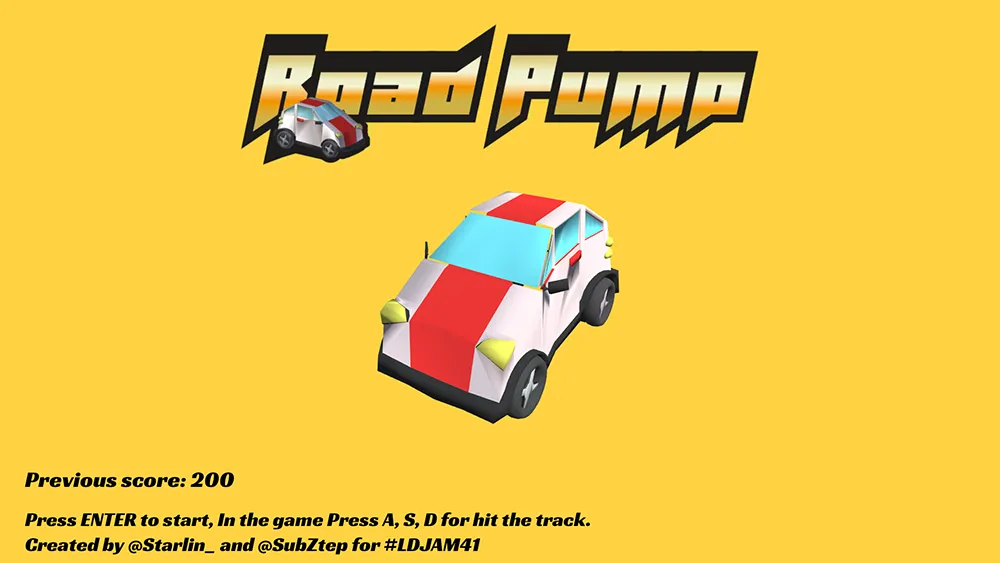 Road Pump
Previous score: 200
Press ENTER to start, In the game Press A, S, D for hit the track.
Created by @Starlin_ and @SubZtep for #LDJAM41